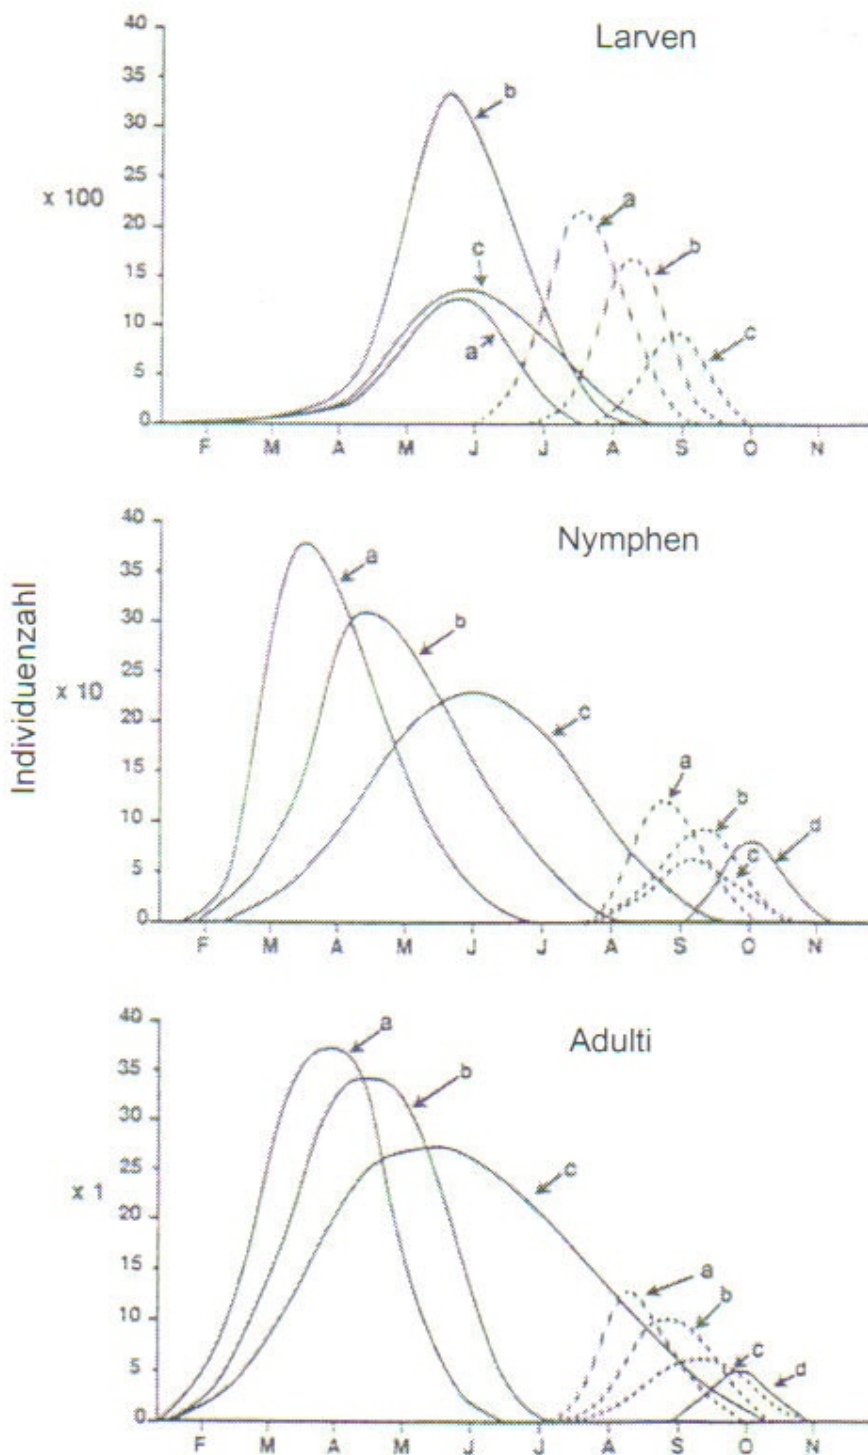 Larven
40
35
30
25
20
15
10
5
0
x 100
b
c
a
a
b
c
F M A M J J A S O N
Individuenzahl
Nymphen
40
35
30
25
20
15
10
5
0
x 10
a
b
c
a
b
c
d
F M A M J J A S O N
Adulti
40
35
30
25
20
15
10
5
0
x 1
a
b
c
a
b
c
d
F M A M J J A S O N